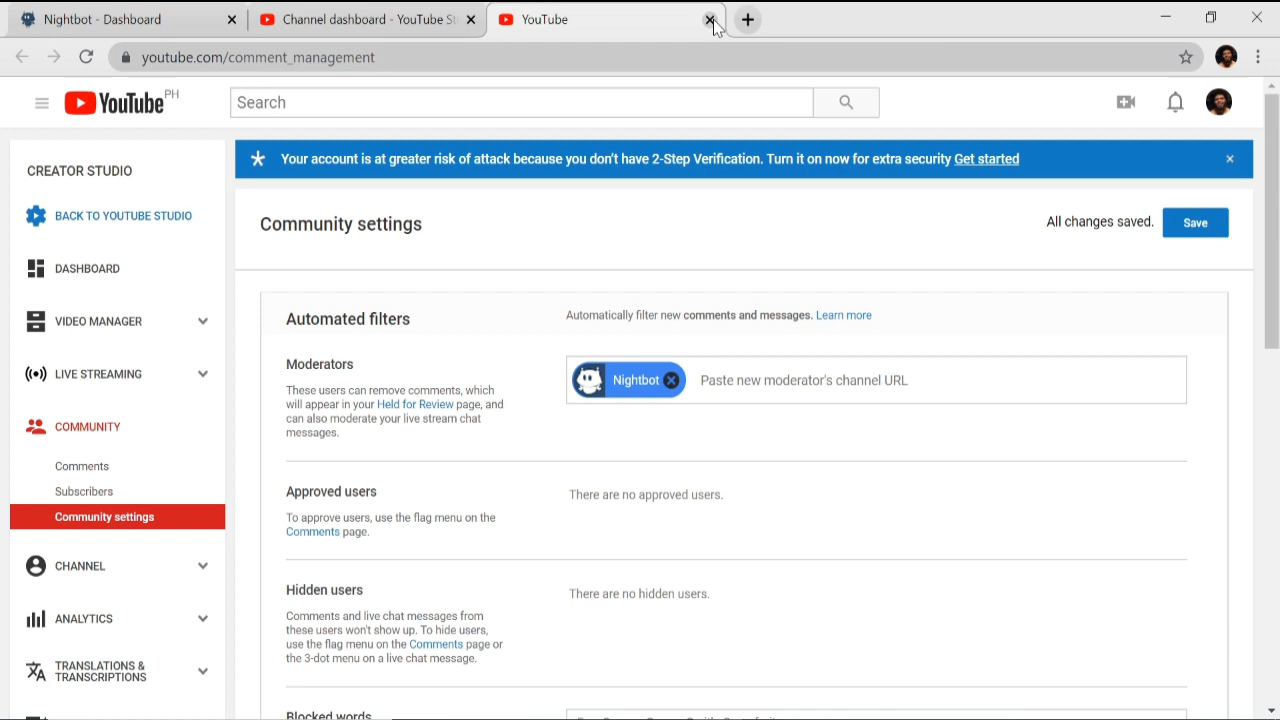 Nightbot - Dashboard
Channel dashboard - YouTube St
YouTube
youtube.com/comment_management
YouTube PH
Search
CREATOR STUDIO
BACK TO YOUTUBE STUDIO
DASHBOARD
VIDEO MANAGER
LIVE STREAMING
COMMUNITY
Comments
Subscribers
Community settings
CHANNEL
ANALYTICS
TRANSLATIONS &
TRANSCRIPTIONS
Your account is at greater risk of attack because you don't have 2-Step Verification. Turn it on now for extra security Get started
Community settings
All changes saved.
Save
Automated filters
Automatically filter new comments and messages. Learn more
Moderators
These users can remove comments, which
will appear in your Held for Review page, and
can also moderate your live stream chat
messages.
Nightbot
Paste new moderator's channel URL
Approved users
To approve users, use the flag menu on the
Comments page.
There are no approved users.
Hidden users
Comments and live chat messages from
these users won't show up. To hide users,
use the flag menu on the Comments page or
the 3-dot menu on a live chat message.
There are no hidden users.
Blocked words